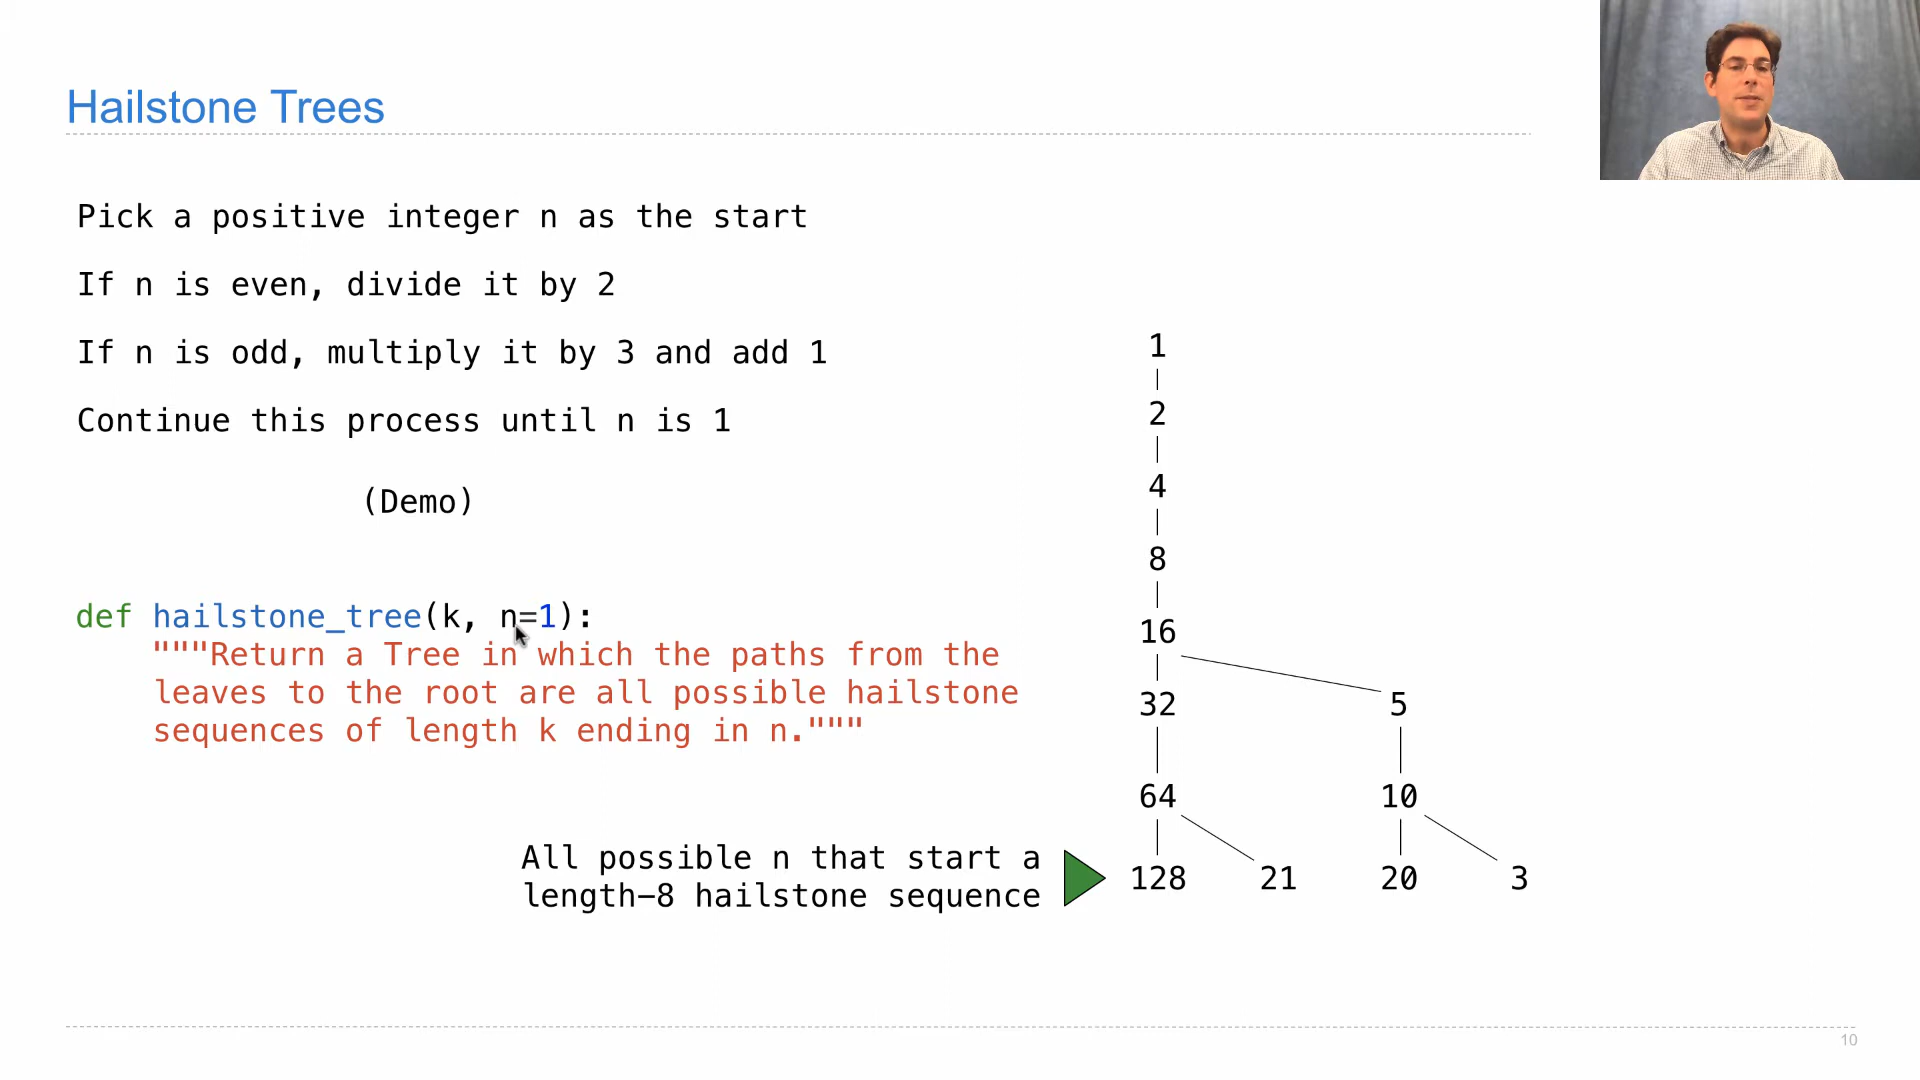 Hailstone Trees
Pick a positive integer n as the start
If n is even, divide it by 2
If n is odd, multiply it by 3 and add 1
Continue this process until n is 1
(Demo)
def hailstone_tree(k, n=1):
"""Return a Tree in which the paths from the
leaves to the root are all possible hailstone
sequences of length k ending in n."""
All possible n that start a
length-8 hailstone sequence
1
2
4
8
16
32 5
64 10
128 21 20 3
10